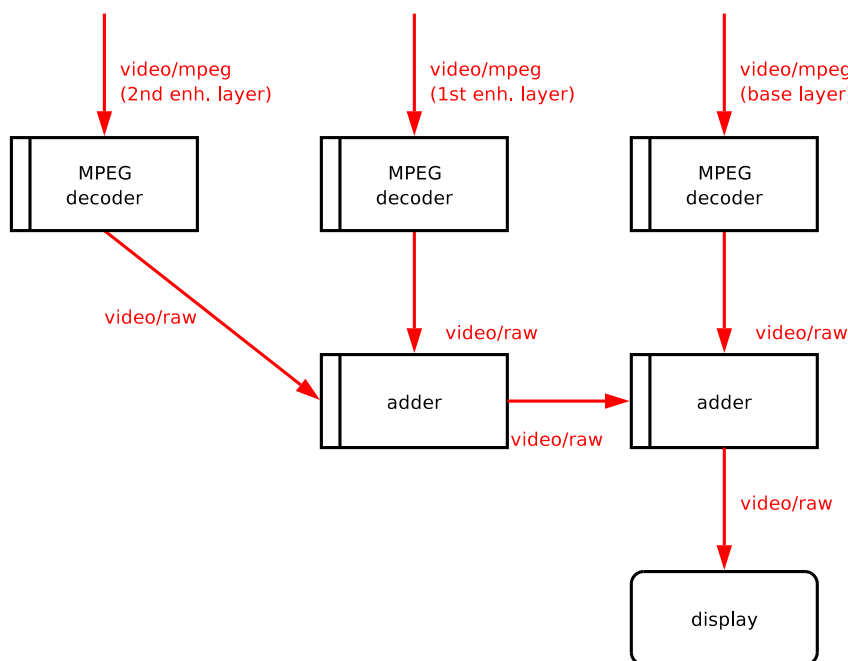 video/mpeg
(2nd enh. layer)
video/mpeg
(1st enh. layer)
video/mpeg
(base layer)
MPEG
decoder
MPEG
decoder
MPEG
decoder
video/raw
video/raw
video/raw
adder
adder
video/raw
video/raw
display